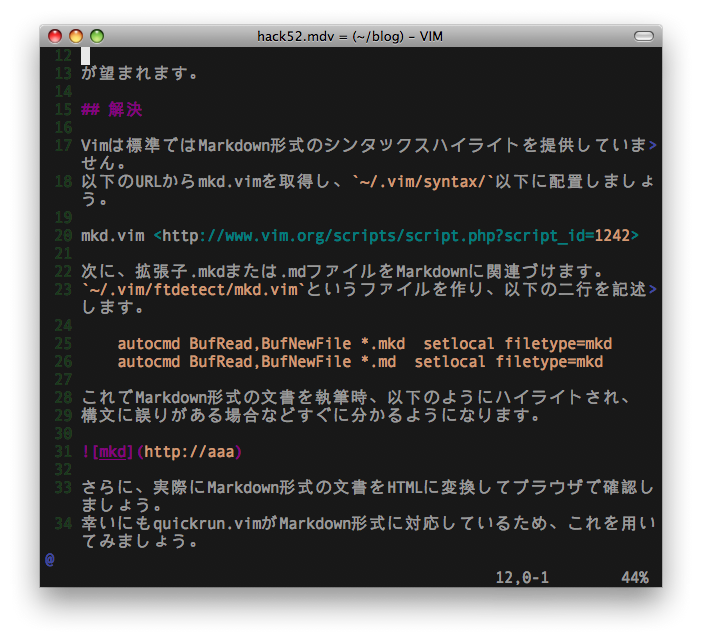 hack52.mdv = (~/blog) - VIM
12
13 が望まれます。
14
15 ## 解決
16
17 Vimは標準ではMarkdown形式のシンタックスハイライトを提供していま>
せん。
18 以下のURLからmkd.vimを取得し、`~/.vim/syntax/`以下に配置しましょ
う。
19
20 mkd.vim <http://www.vim.org/scripts/script.php?script_id=1242>
21
22 次に、拡張子.mkdまたは.mdファイルをMarkdownに関連づけます。
23 `~/.vim/ftdetect/mkd.vim`というファイルを作り、以下の二行を記述>
します。
24
25     autocmd BufRead,BufNewFile *.mkd  setlocal filetype=mkd
26     autocmd BufRead,BufNewFile *.md  setlocal filetype=mkd
27
28 これでMarkdown形式の文書を執筆時、以下のようにハイライトされ、
29 構文に誤りがある場合などすぐに分かるようになります。
30
31 ![mkd](http://aaa)
32
33 さらに、実際にMarkdown形式の文書をHTMLに変換してブラウザで確認し
ましょう。
34 幸いにもquickrun.vimがMarkdown形式に対応しているため、これを用い
てみましょう。
@
12,0-1 44%